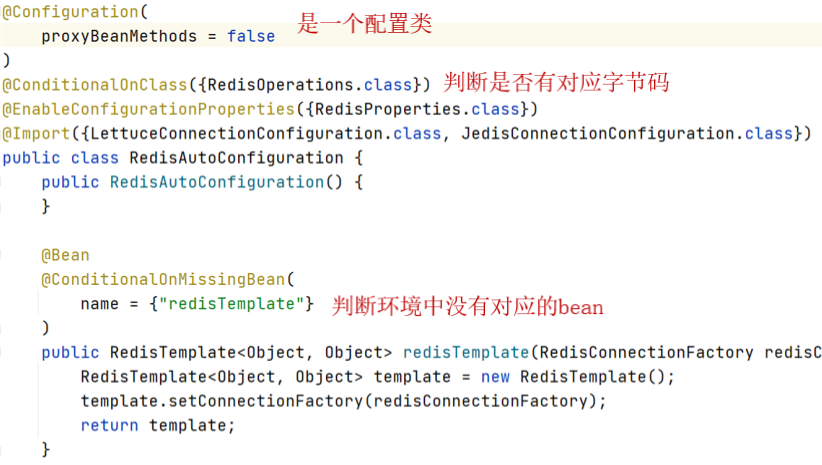 @Configuration(
是一个配置类
proxyBeanMethods = false
)
@ConditionalOnClass({RedisOperations.class}) 判断是否有对应字节码
@EnableConfigurationProperties({RedisProperties.class})
@Import({LettuceConnectionConfiguration.class, JedisConnectionConfiguration.class})
public class RedisAutoConfiguration {
public RedisAutoConfiguration() {
}
@Bean
@ConditionalOnMissingBean(
name = {"redisTemplate"} 判断环境中没有对应的bean
)
public RedisTemplate<Object, Object> redisTemplate(RedisConnectionFactory redisC
RedisTemplate<Object, Object> template = new RedisTemplate();
template.setConnectionFactory(redisConnectionFactory);
return template;
}